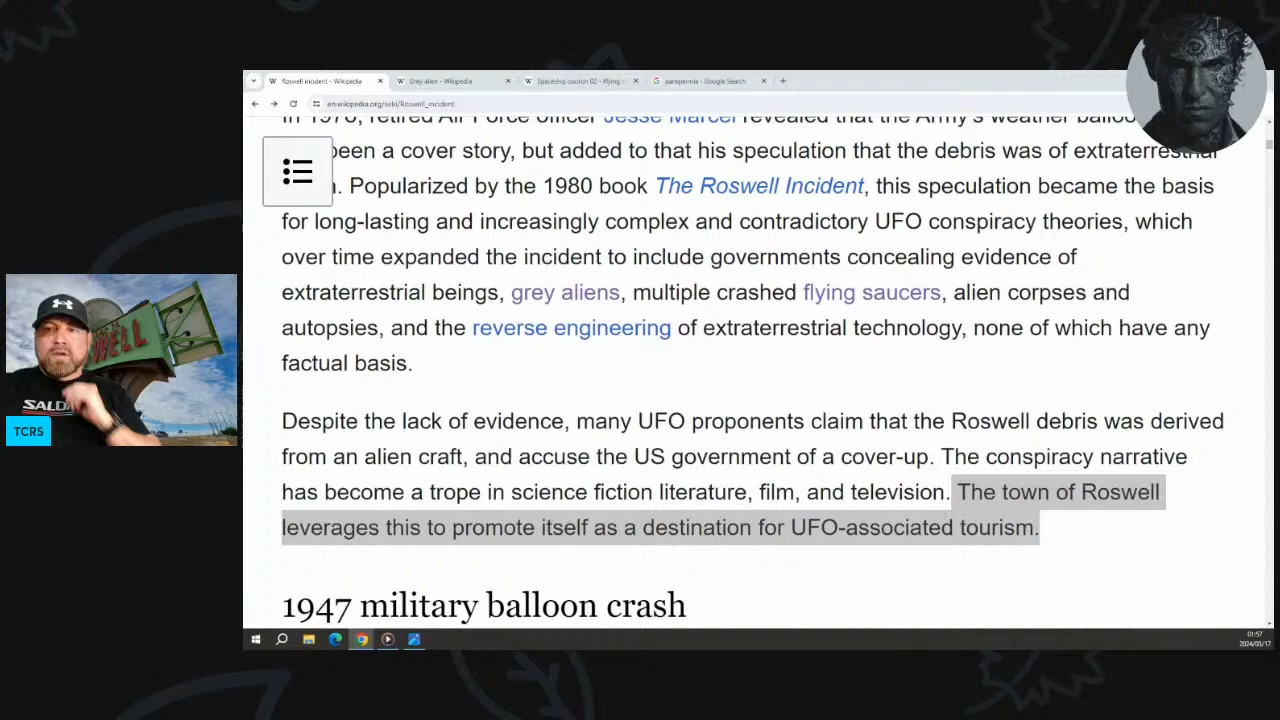 Roswell incident - Wikipedia
Grey alien - Wikipedia
panspermia - Google Search
en.wikipedia.org/wiki/Roswell_incident
Jesse Marcel revealed that the Army's weather
been a cover story, but added to that his speculation that the debris was of extraterrestrial
Popularized by the 1980 book The Roswell Incident, this speculation became the basis
for long-lasting and increasingly complex and contradictory UFO conspiracy theories, which
over time expanded the incident to include governments concealing evidence of
extraterrestrial beings, grey aliens, multiple crashed flying saucers, alien corpses and
autopsies, and the reverse engineering of extraterrestrial technology, none of which have any
factual basis.
Despite the lack of evidence, many UFO proponents claim that the Roswell debris was derived
from an alien craft, and accuse the US government of a cover-up. The conspiracy narrative
has become a trope in science fiction literature, film, and television. The town of Roswell
leverages this to promote itself as a destination for UFO-associated tourism.
1947 military balloon crash
TCRS
01:57